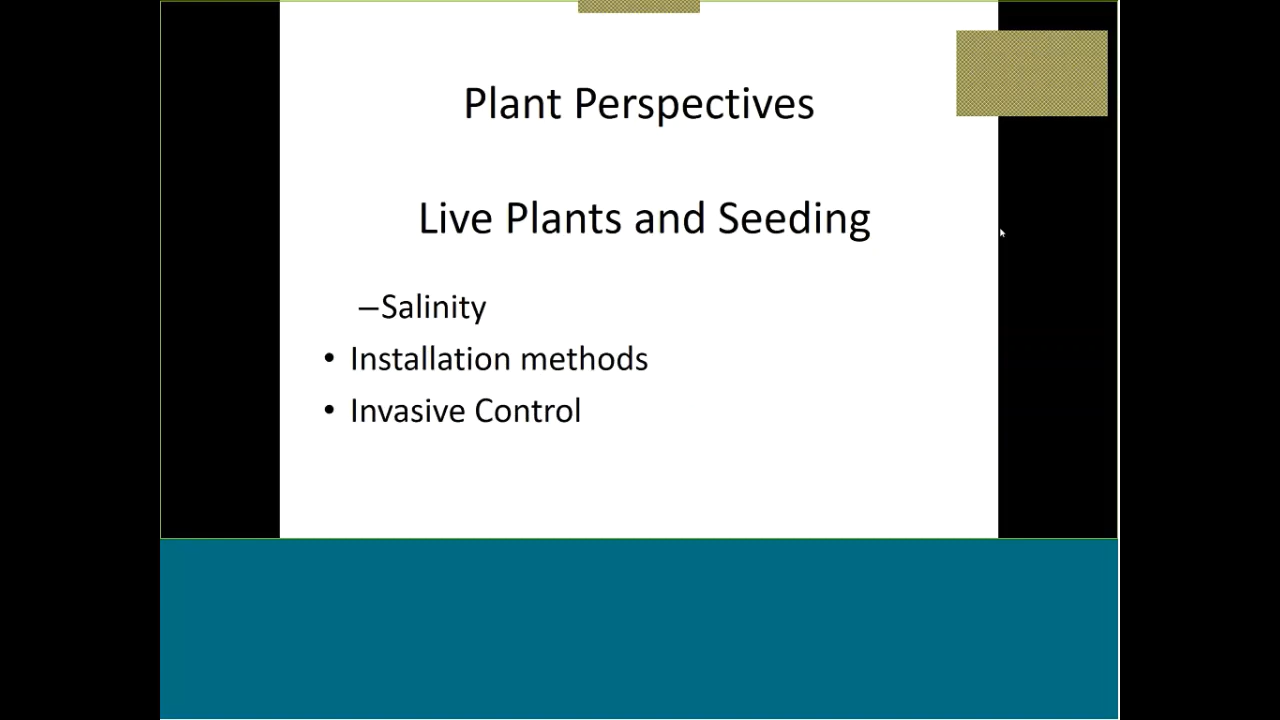 Plant Perspectives
Live Plants and Seeding
–Salinity
• Installation methods
• Invasive Control